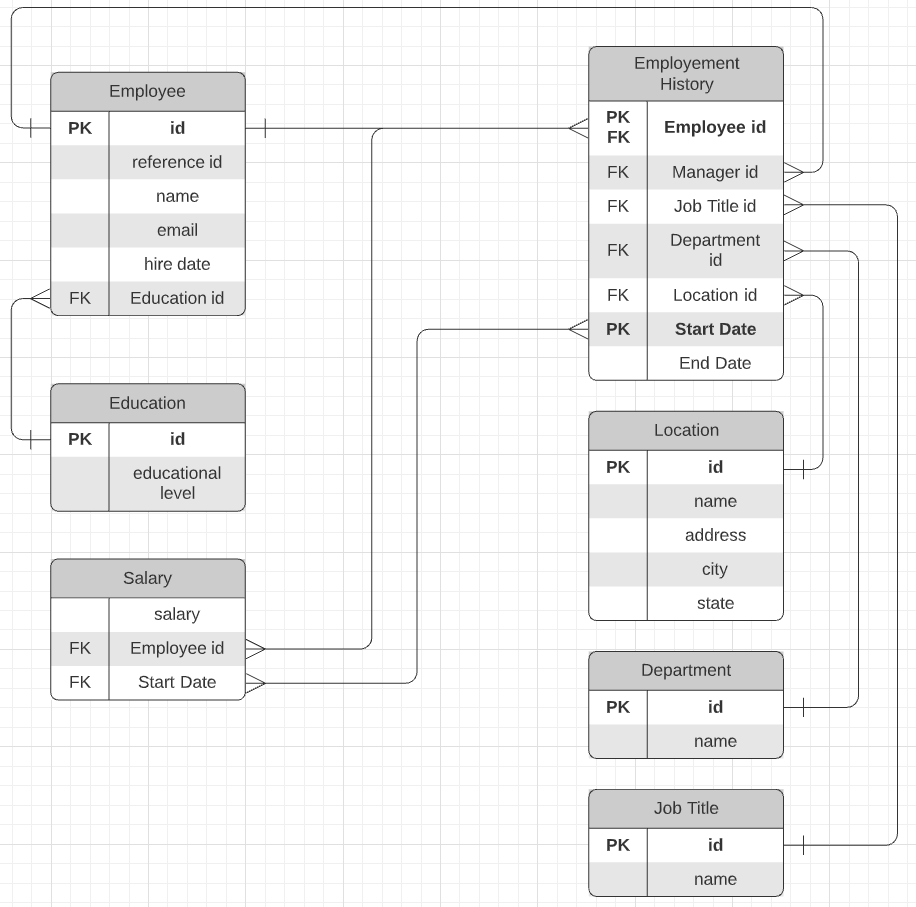 Employee
PK id
reference id
name
email
hire date
FK Education id
Education
PK id
educational
level
Salary
salary
FK Employee id
FK Start Date
Employement
History
PK
FK
Employee id
FK Manager id
FK Job Title id
FK Department
id
FK Location id
PK Start Date
End Date
Location
PK id
name
address
city
state
Department
PK id
name
Job Title
PK id
name